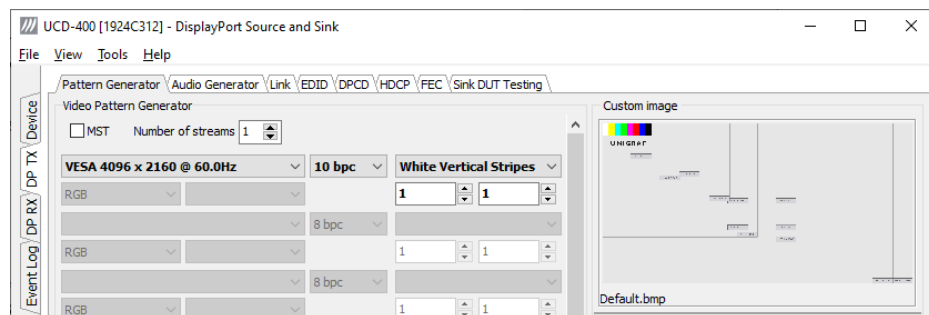 UCD-400 [1924C312] - DisplayPort Source and Sink
File View Tools Help
Pattern Generator Audio Generator Link EDID DPCD HDCP FEC Sink DUT Testing
Device
DP TX
DP RX
Event Log
Video Pattern Generator
MST Number of streams 1
VESA 4096 x 2160 @ 60.0Hz 10 bpc White Vertical Stripes
RGB 1 1
8 bpc
RGB 1 1
8 bpc
RGB 1 1
Custom image
UNIGRAF
Default.bmp